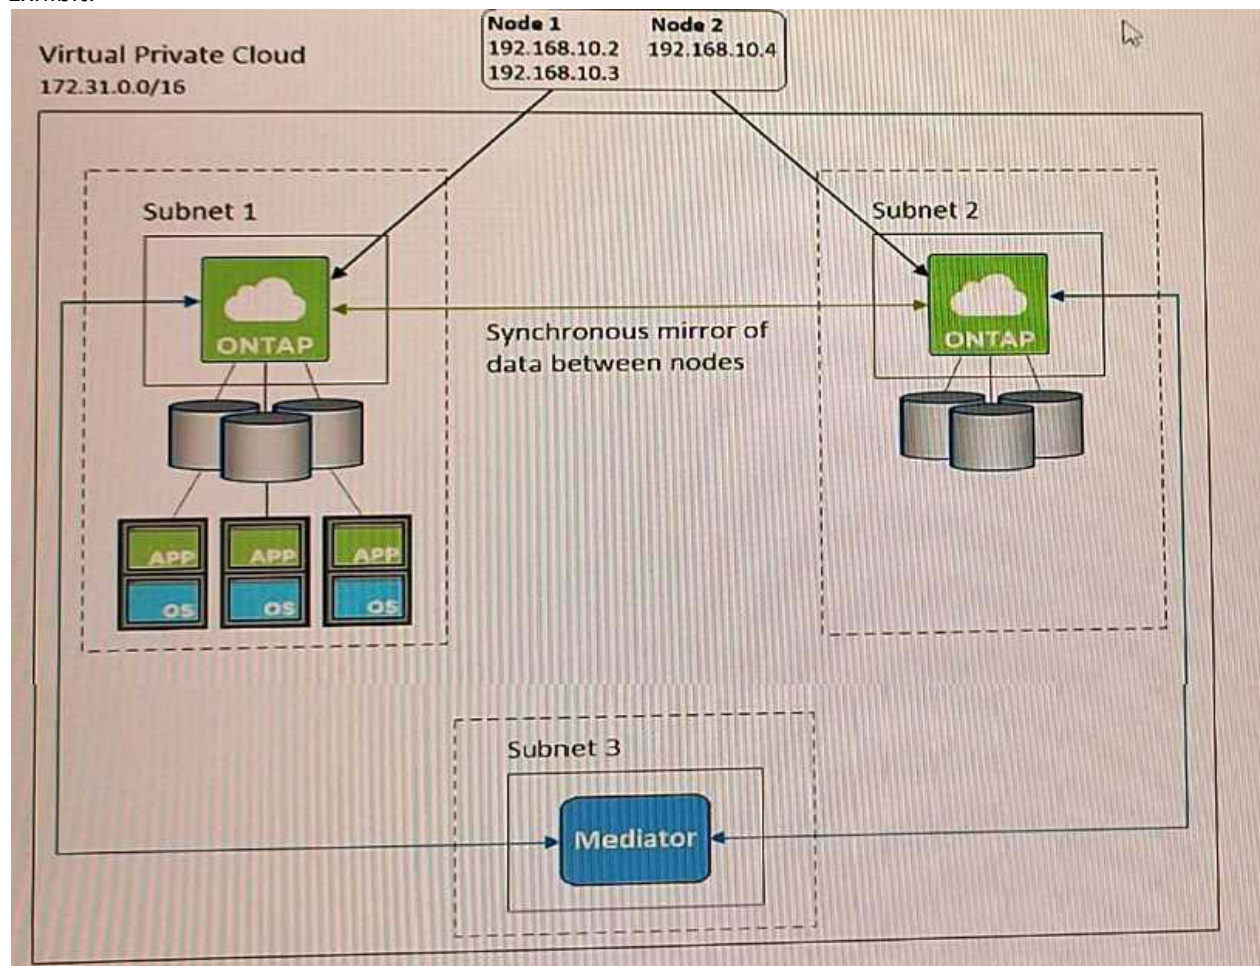 Node 1 Node 2
192.168.10.2 192.168.10.4
192.168.10.3
Virtual Private Cloud
172.31.0.0/16
Subnet 1
Subnet 2
ONTAP
ONTAP
Synchronous mirror of
data between nodes
APP APP APP
OS OS OS
Subnet 3
Mediator